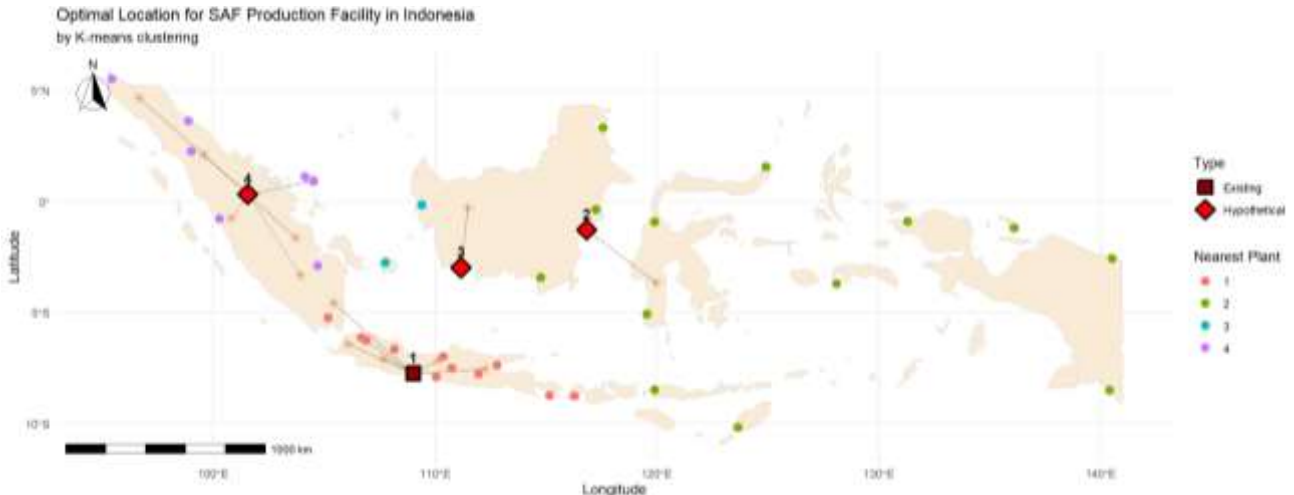 Optimal Location for SAF Production Facility in Indonesia
by K-means clustering
N
5°N
0°
5°S
10°S
Latitude
4
2
3
1
1000 km
100°E
110°E
120°E
130°E
140°E
Longitude
Type
Existing
Hypothetical
Nearest Plant
1
2
3
4